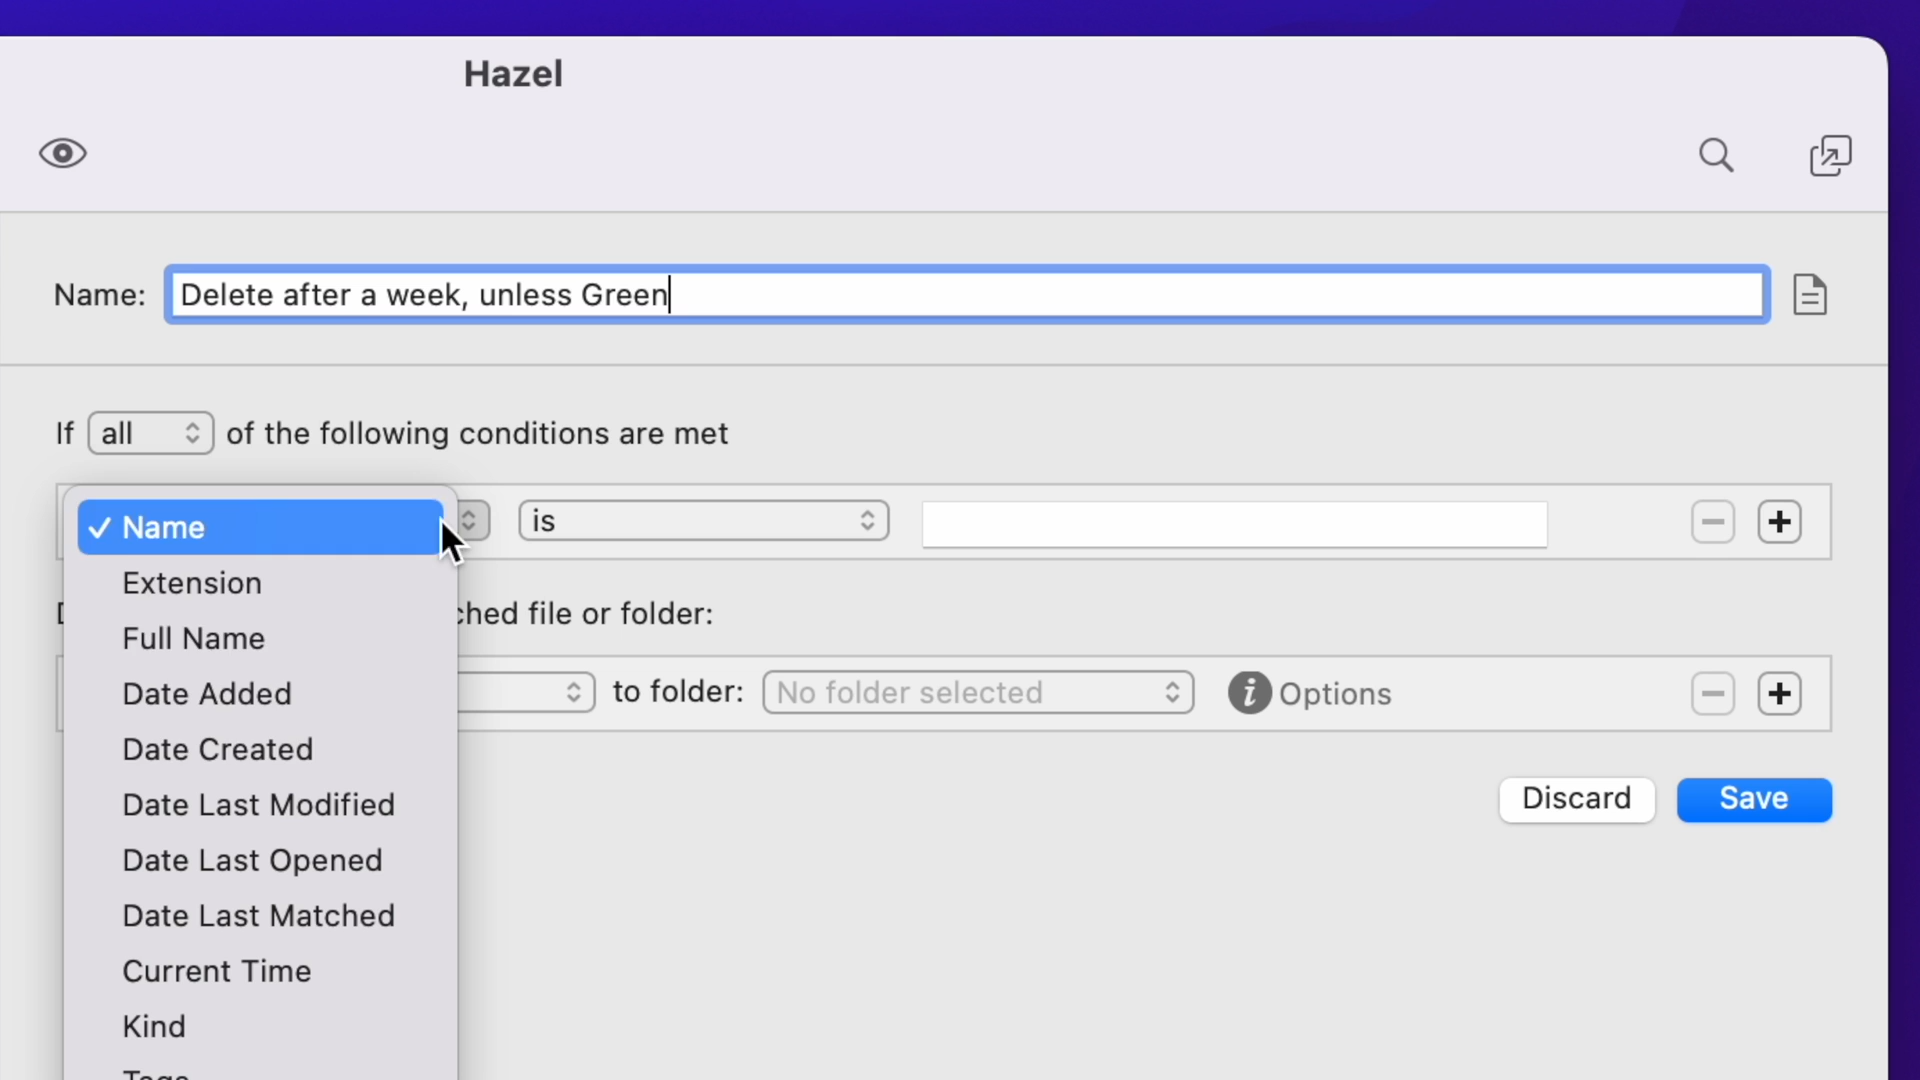 Hazel
Name: Delete after a week, unless Green
If all of the following conditions are met
✓ Name is
Extension
ched file or folder:
Full Name
to folder: No folder selected i Options
Date Added
Date Created
Discard Save
Date Last Modified
Date Last Opened
Date Last Matched
Current Time
Kind
Tags